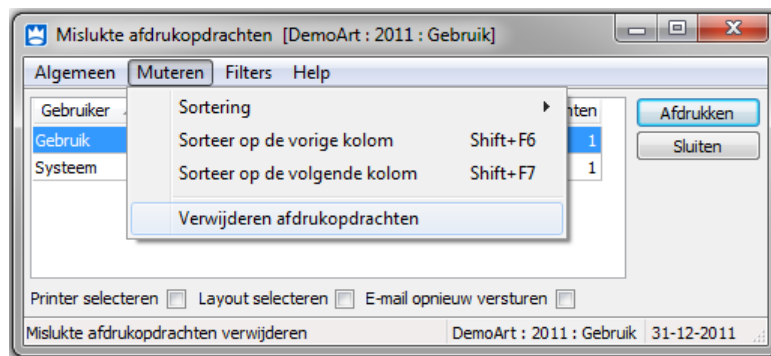 Mislukte afdrukopdrachten [DemoArt : 2011 : Gebruik]
Algemeen Muteren Filters Help
Gebruiker
Sortering
Afdrukken
Gebruik
Sorteer op de vorige kolom Shift+F6
1
Sluiten
Systeem
Sorteer op de volgende kolom Shift+F7
1
Verwijderen afdrukopdrachten
Printer selecteren Layout selecteren E-mail opnieuw versturen
Mislukte afdrukopdrachten verwijderen DemoArt : 2011 : Gebruik 31-12-2011